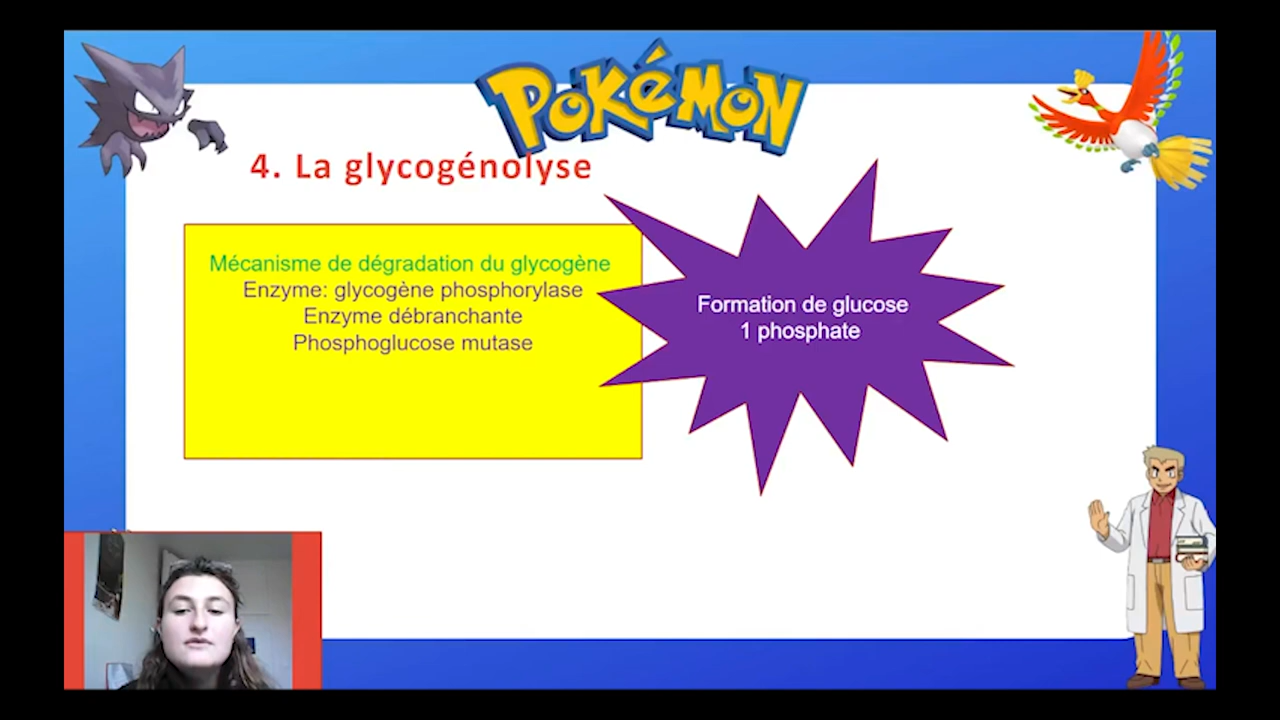 POKéMON
4. La glycogénolyse
Mécanisme de dégradation du glycogène
Enzyme: glycogène phosphorylase
Enzyme débranchante
Phosphoglucose mutase
Formation de glucose
1 phosphate